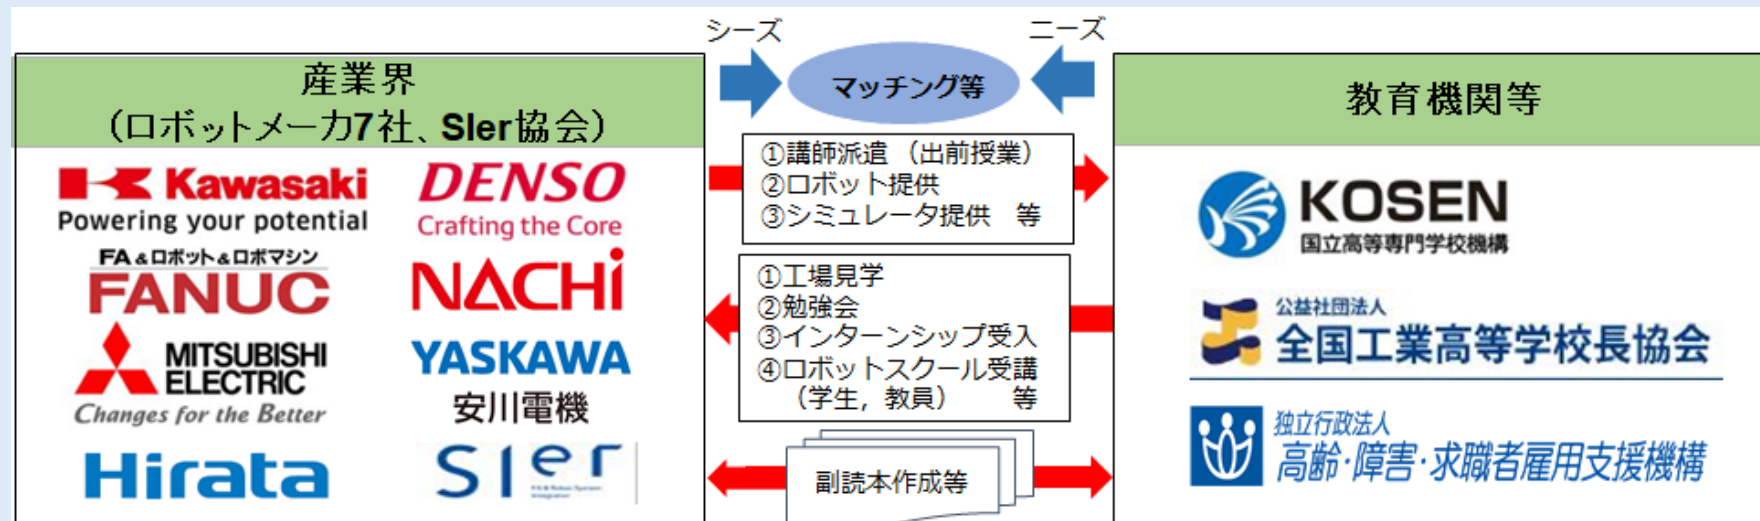 シーズ
ニーズ
マッチング等
産業界
（ロボットメーカ7社、SIer協会）
Kawasaki
Powering your potential
DENSO
Crafting the Core
FA&ロボット&ロボマシン
FANUC
NACHi
MITSUBISHI
ELECTRIC
Changes for the Better
YASKAWA
安川電機
Hirata
SIer
①講師派遣 （出前授業）
②ロボット提供
③シミュレータ提供　等
①工場見学
②勉強会
③インターンシップ受入
④ロボットスクール受講
（学生，教員）　　等
副読本作成等
教育機関等
KOSEN
国立高等専門学校機構
公益社団法人
全国工業高等学校長協会
独立行政法人
高齢・障害・求職者雇用支援機構